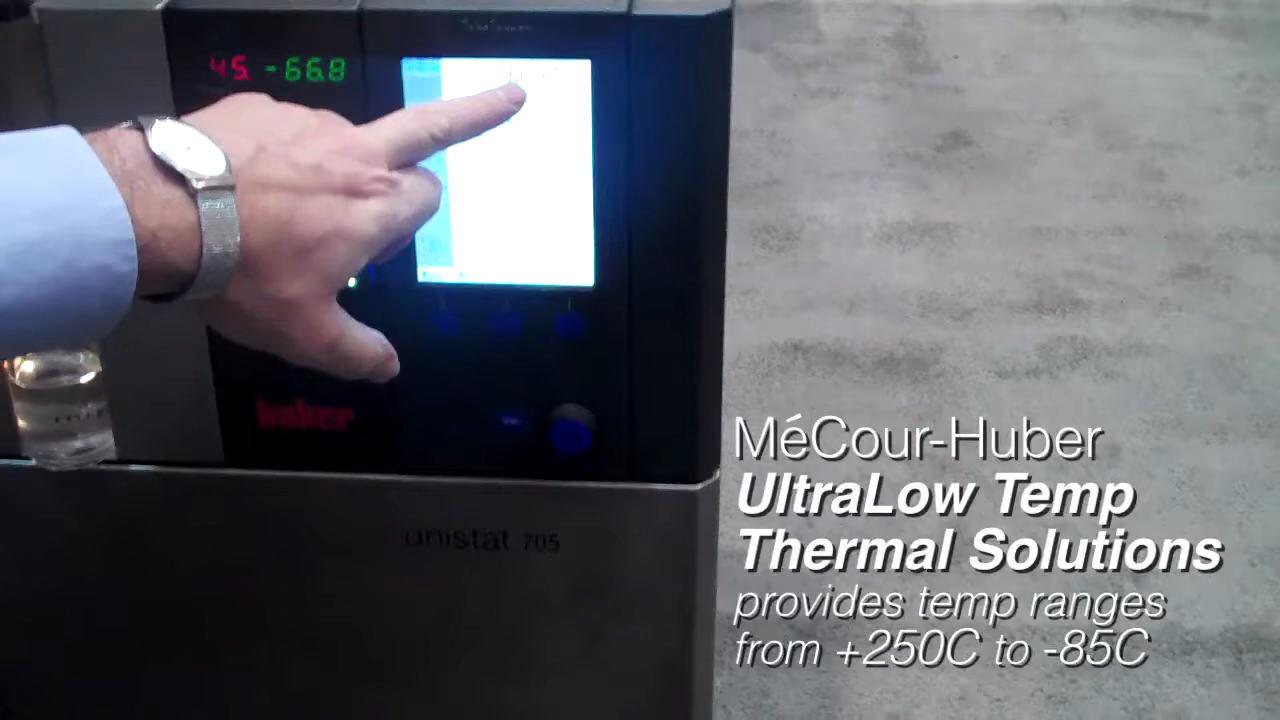 45. -66.8
huber
unistat 705
MéCour-Huber
UltraLow Temp
Thermal Solutions
provides temp ranges
from +250C to -85C